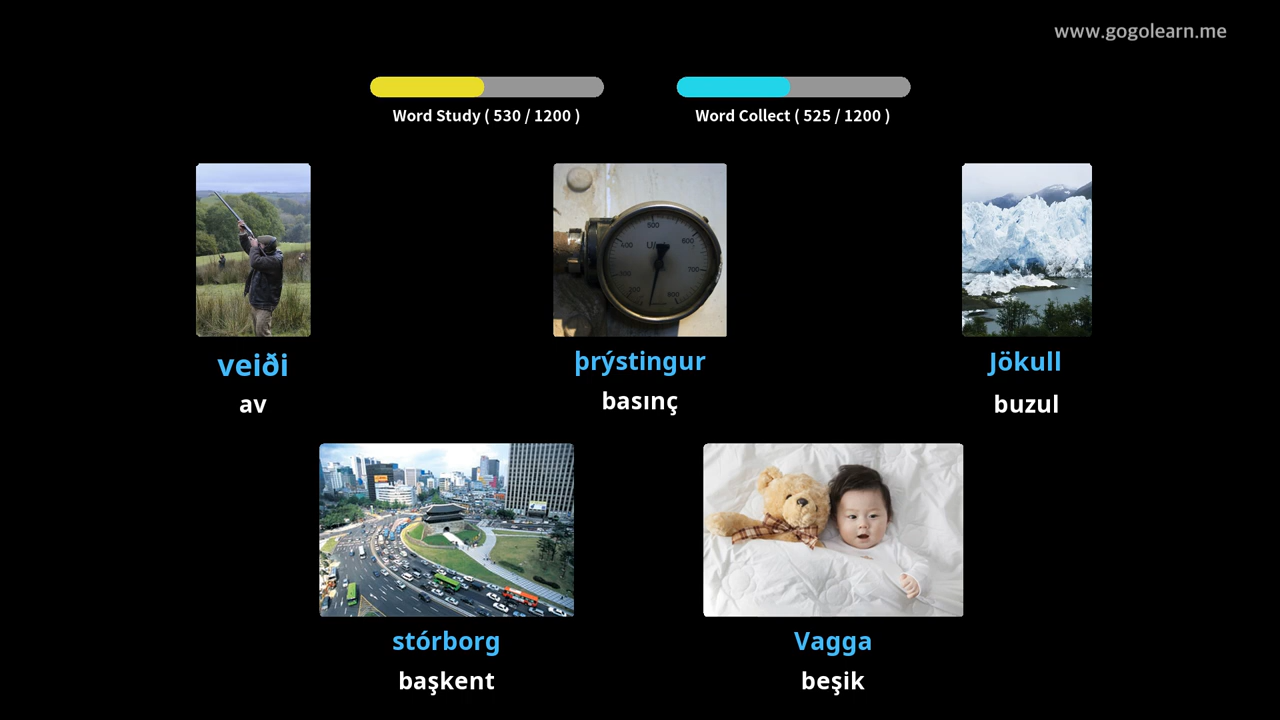 www.gogolearn.me
Word Study ( 530 / 1200 )
Word Collect ( 525 / 1200 )
veiði
av
þrýstingur
basınç
Jökull
buzul
stórborg
başkent
Vagga
beşik